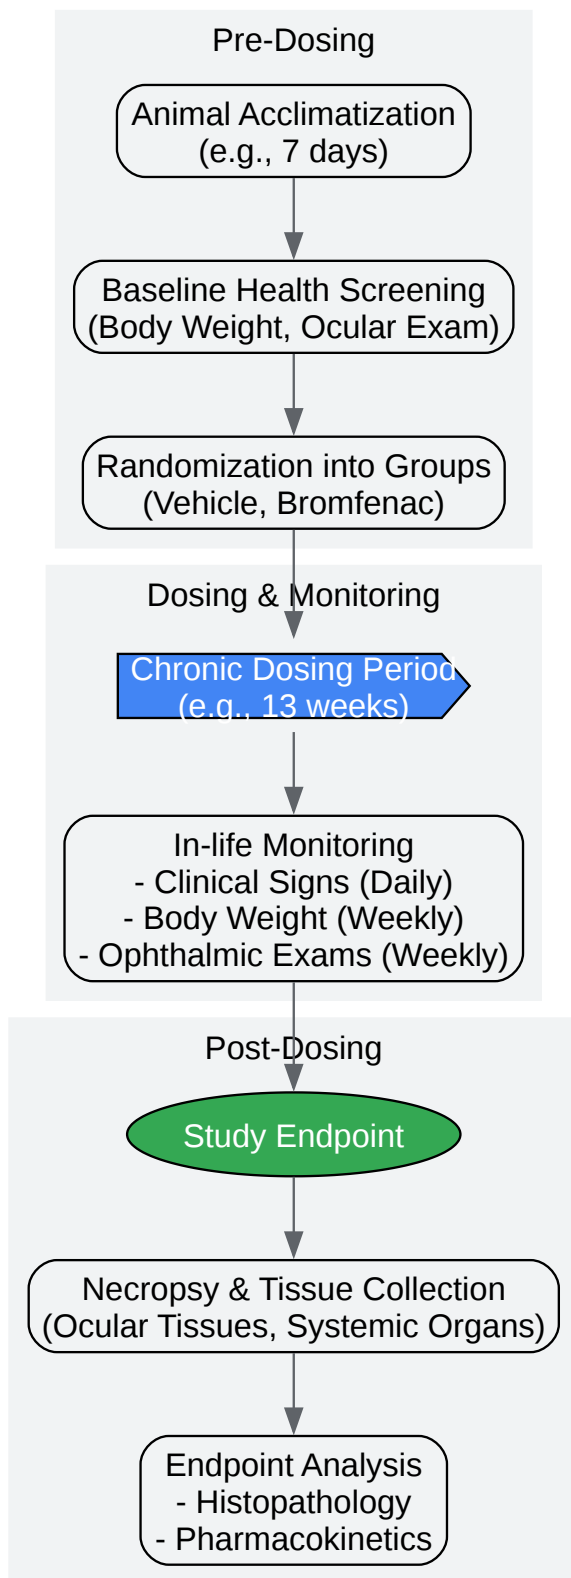 Pre-Dosing
Animal Acclimatization
(e.g., 7 days)
Baseline Health Screening
(Body Weight, Ocular Exam)
Randomization into Groups
(Vehicle, Bromfenac)
Dosing & Monitoring
Chronic Dosing Period
(e.g., 13 weeks)
In-life Monitoring
- Clinical Signs (Daily)
- Body Weight (Weekly)
- Ophthalmic Exams (Weekly)
Post-Dosing
Study Endpoint
Necropsy & Tissue Collection
(Ocular Tissues, Systemic Organs)
Endpoint Analysis
- Histopathology
- Pharmacokinetics